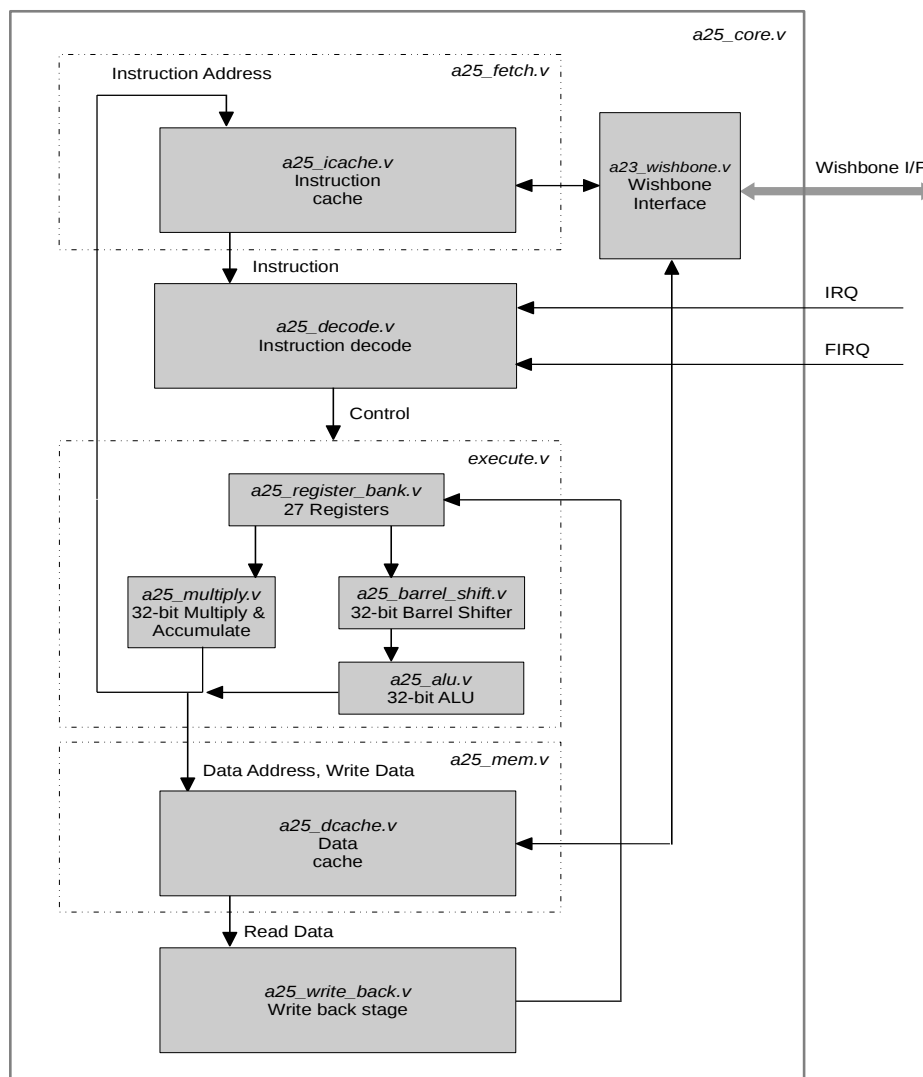 a25_core.v
a25_fetch.v
Instruction Address
a25_icache.v
Instruction
cache
a23_wishbone.v
Wishbone
Interface
Wishbone I/F
Instruction
a25_decode.v
Instruction decode
IRQ
FIRQ
Control
execute.v
a25_register_bank.v
27 Registers
a25_multiply.v
32-bit Multiply &
Accumulate
a25_barrel_shift.v
32-bit Barrel Shifter
a25_alu.v
32-bit ALU
a25_mem.v
Data Address, Write Data
a25_dcache.v
Data
cache
Read Data
a25_write_back.v
Write back stage